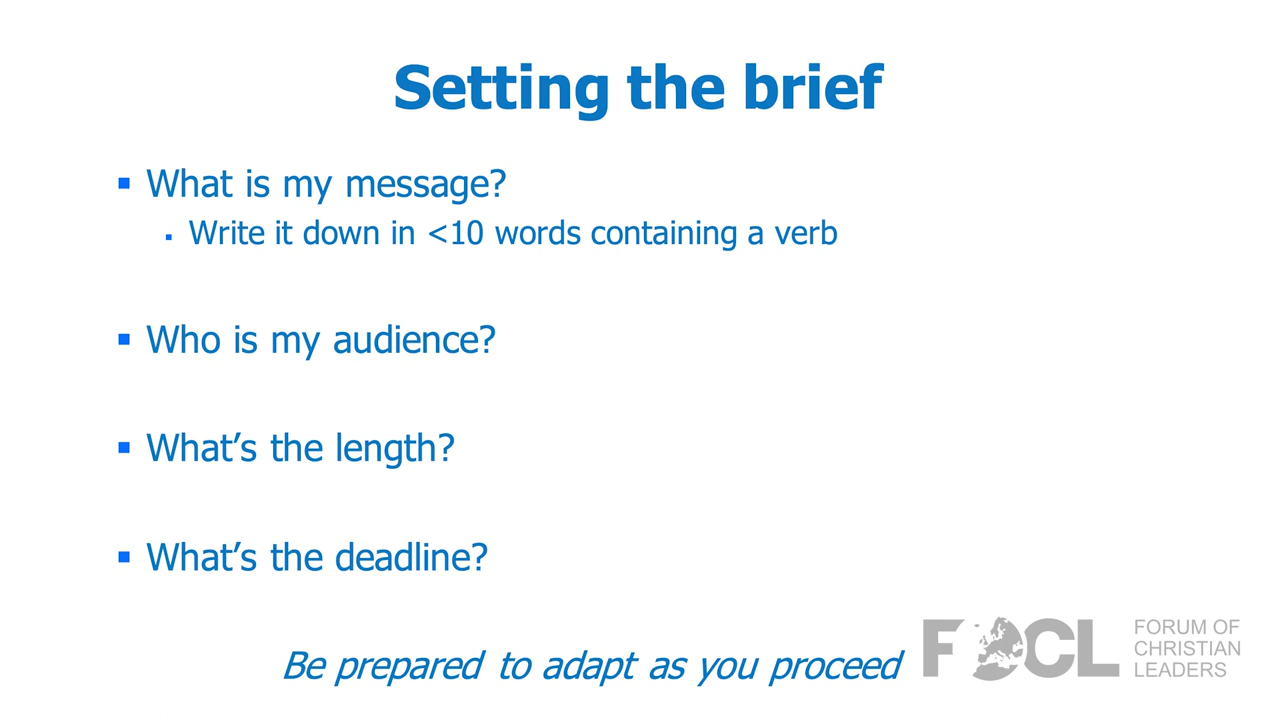 Setting the brief
▪ What is my message?
▪ Write it down in <10 words containing a verb
▪ Who is my audience?
▪ What’s the length?
▪ What’s the deadline?
Be prepared to adapt as you proceed
FOCL
FORUM OF
CHRISTIAN
LEADERS